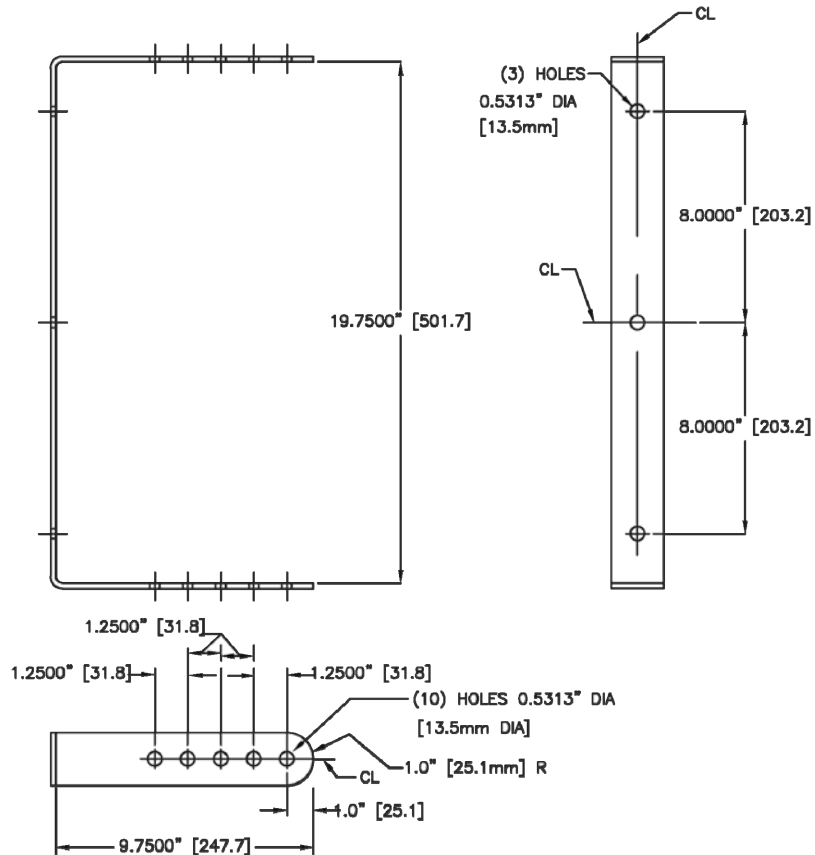 CL
(3) HOLES
0.5313" DIA
[13.5mm]
8.0000" [203.2]
CL
19.7500" [501.7]
8.0000" [203.2]
1.2500" [31.8]
1.2500" [31.8]
1.2500" [31.8]
(10) HOLES 0.5313" DIA
[13.5mm DIA]
1.0" [25.1mm] R
CL
1.0" [25.1]
9.7500" [247.7]